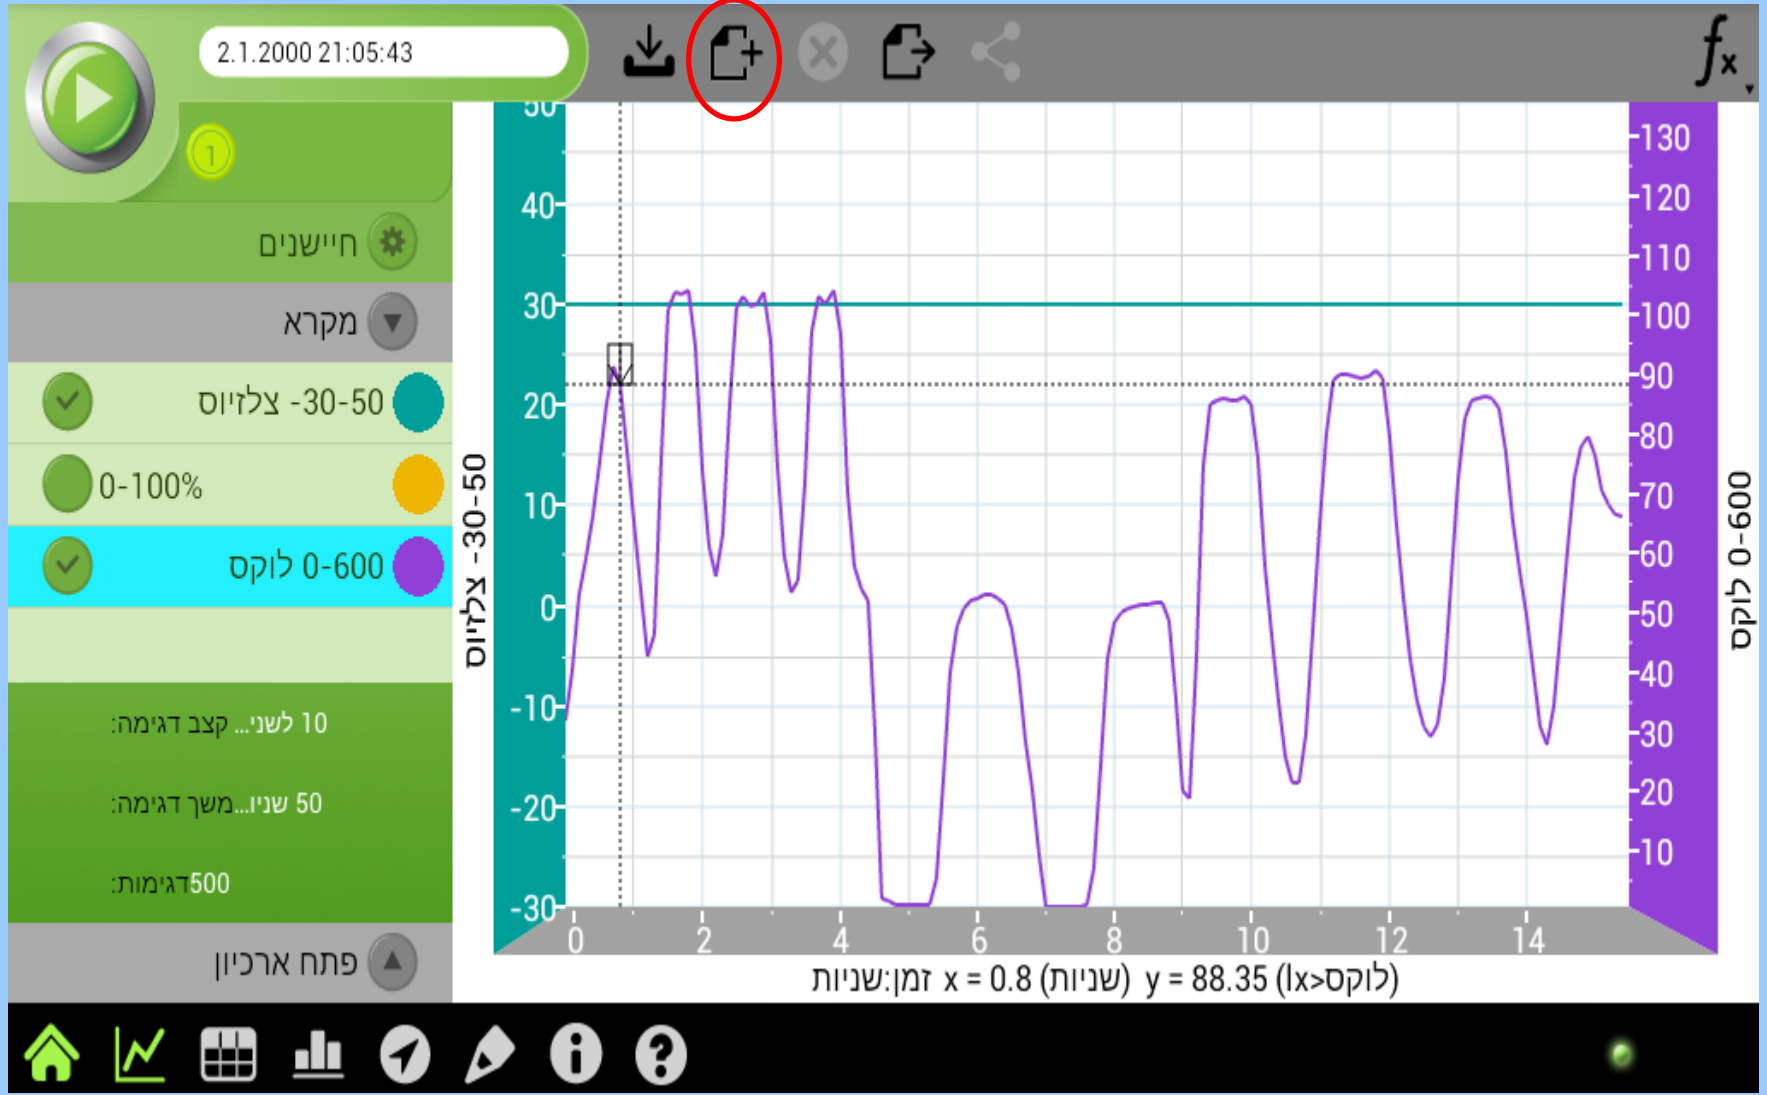 2.1.2000 21:05:43
fx
1
חיישנים
מקרא
-30-50 צלזיוס
0-100%
0-600 לוקס
קצב דגימה: 10 לשני...
משך דגימה: 50 שניו...
דגימות: 500
פתח ארכיון
-30-50 צלזיוס
50
40
30
20
10
0
-10
-20
-30
130
120
110
100
90
80
70
60
50
40
30
20
10
0-600 לוקס
0 2 4 6 8 10 12 14
זמן:שניות x = 0.8 (שניות) y = 88.35 (lx>לוקס)